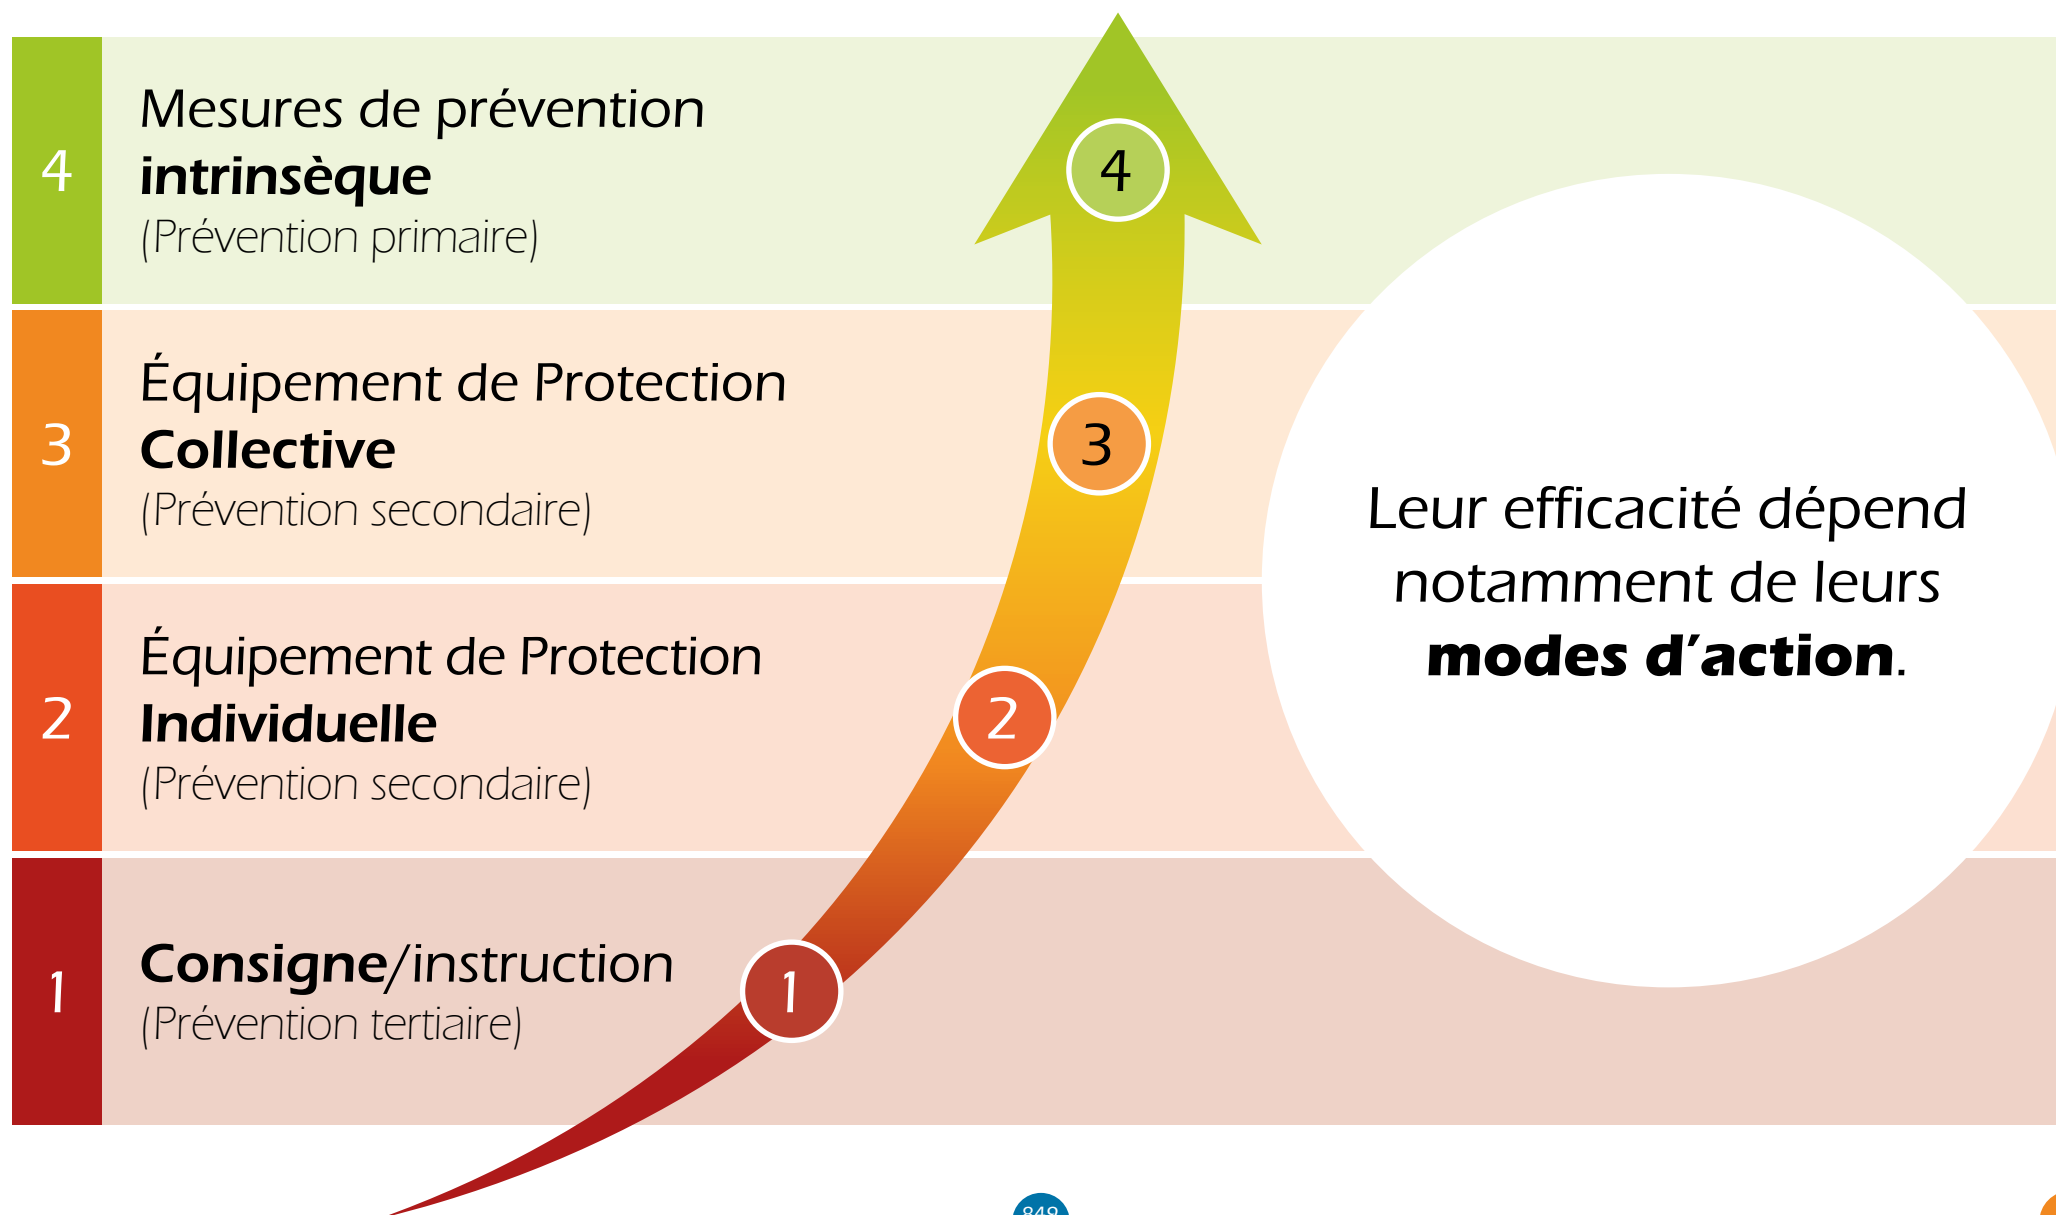 4
Mesures de prévention
intrinsèque
(Prévention primaire)
4
3
Équipement de Protection
Collective
(Prévention secondaire)
3
2
Équipement de Protection
Individuelle
(Prévention secondaire)
2
1
Consigne/instruction
(Prévention tertiaire)
1
Leur efficacité dépend
notamment de leurs
modes d’action.